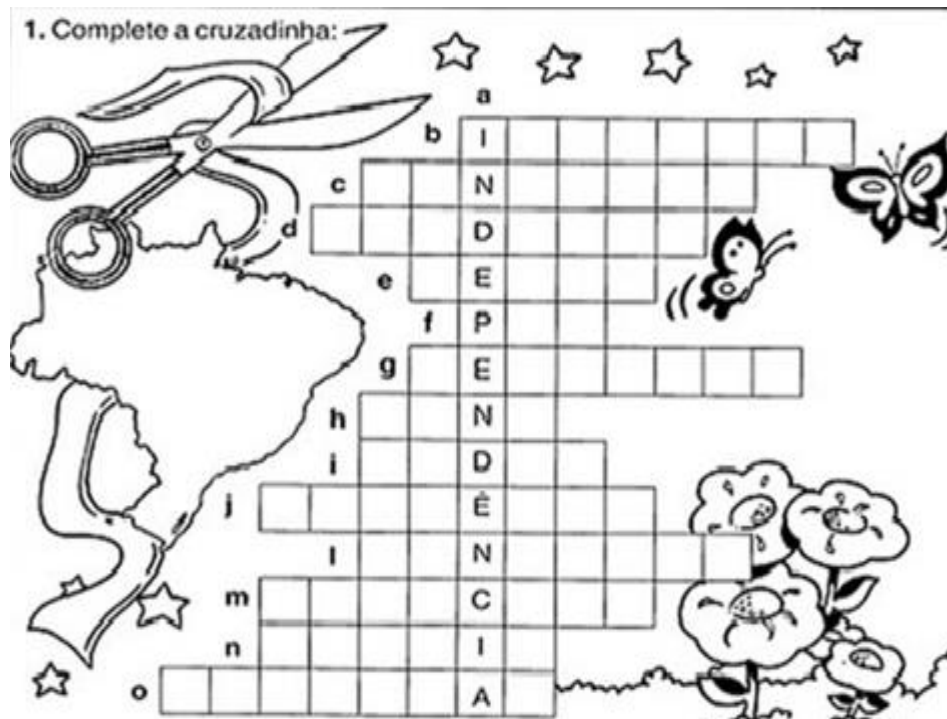 1. Complete a cruzadinha:
a
b I
c N
d D
e E
f P
g E
h N
i D
j Ê
l N
m C
n I
o A